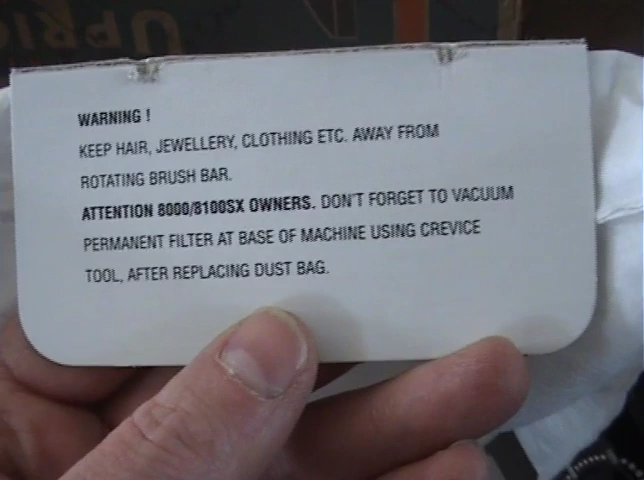 UPRIG
WARNING !
KEEP HAIR, JEWELLERY, CLOTHING ETC. AWAY FROM
ROTATING BRUSH BAR.
ATTENTION 8000/8100SX OWNERS. DON'T FORGET TO VACUUM
PERMANENT FILTER AT BASE OF MACHINE USING CREVICE
TOOL, AFTER REPLACING DUST BAG.